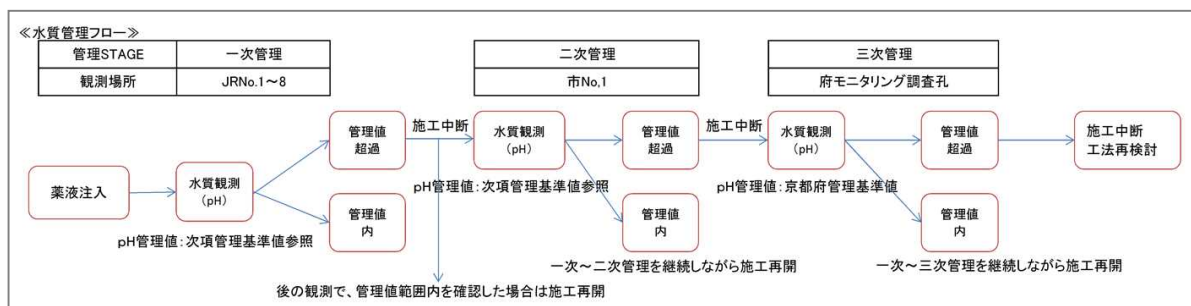 ≪水質管理フロー≫
管理STAGE 一次管理
観測場所 JRNo.1～8
二次管理
市No,1
三次管理
府モニタリング調査孔
薬液注入
水質観測
(pH)
pH管理値：次項管理基準値参照
管理値
超過
管理値
内
施工中断
後の観測で、管理値範囲内を確認した場合は施工再開
水質観測
(pH)
pH管理値：次項管理基準値参照
管理値
超過
管理値
内
一次～二次管理を継続しながら施工再開
施工中断
水質観測
(pH)
pH管理値：京都府管理基準値
管理値
超過
管理値
内
一次～三次管理を継続しながら施工再開
施工中断
工法再検討